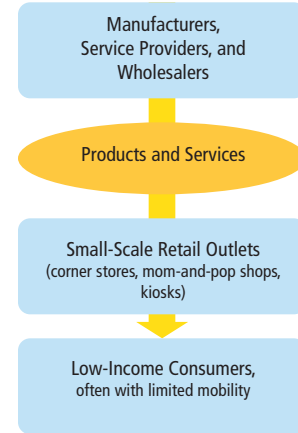 Manufacturers,
Service Providers, and
Wholesalers
Products and Services
Small-Scale Retail Outlets
(corner stores, mom-and-pop shops,
kiosks)
Low-Income Consumers,
often with limited mobility